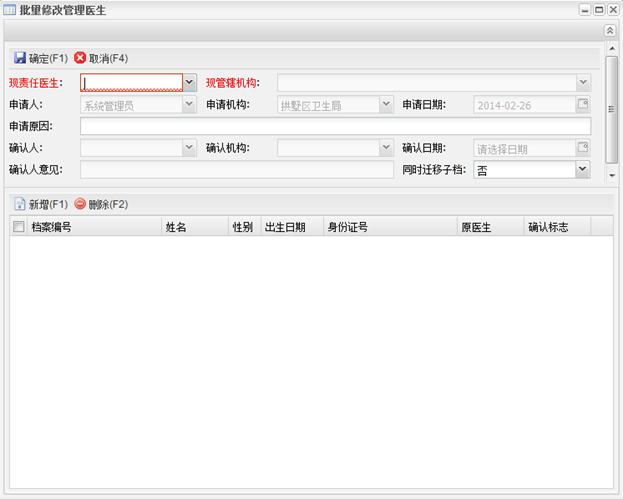 批量修改管理医生
确定(F1) 取消(F4)
现责任医生: 现管辖机构:
申请人: 系统管理员 申请机构: 拱墅区卫生局 申请日期: 2014-02-26
申请原因:
确认人: 确认机构: 确认日期: 请选择日期
确认人意见: 同时迁移子档: 否
新增(F1) 删除(F2)
档案编号 姓名 性别 出生日期 身份证号 原医生 确认标志